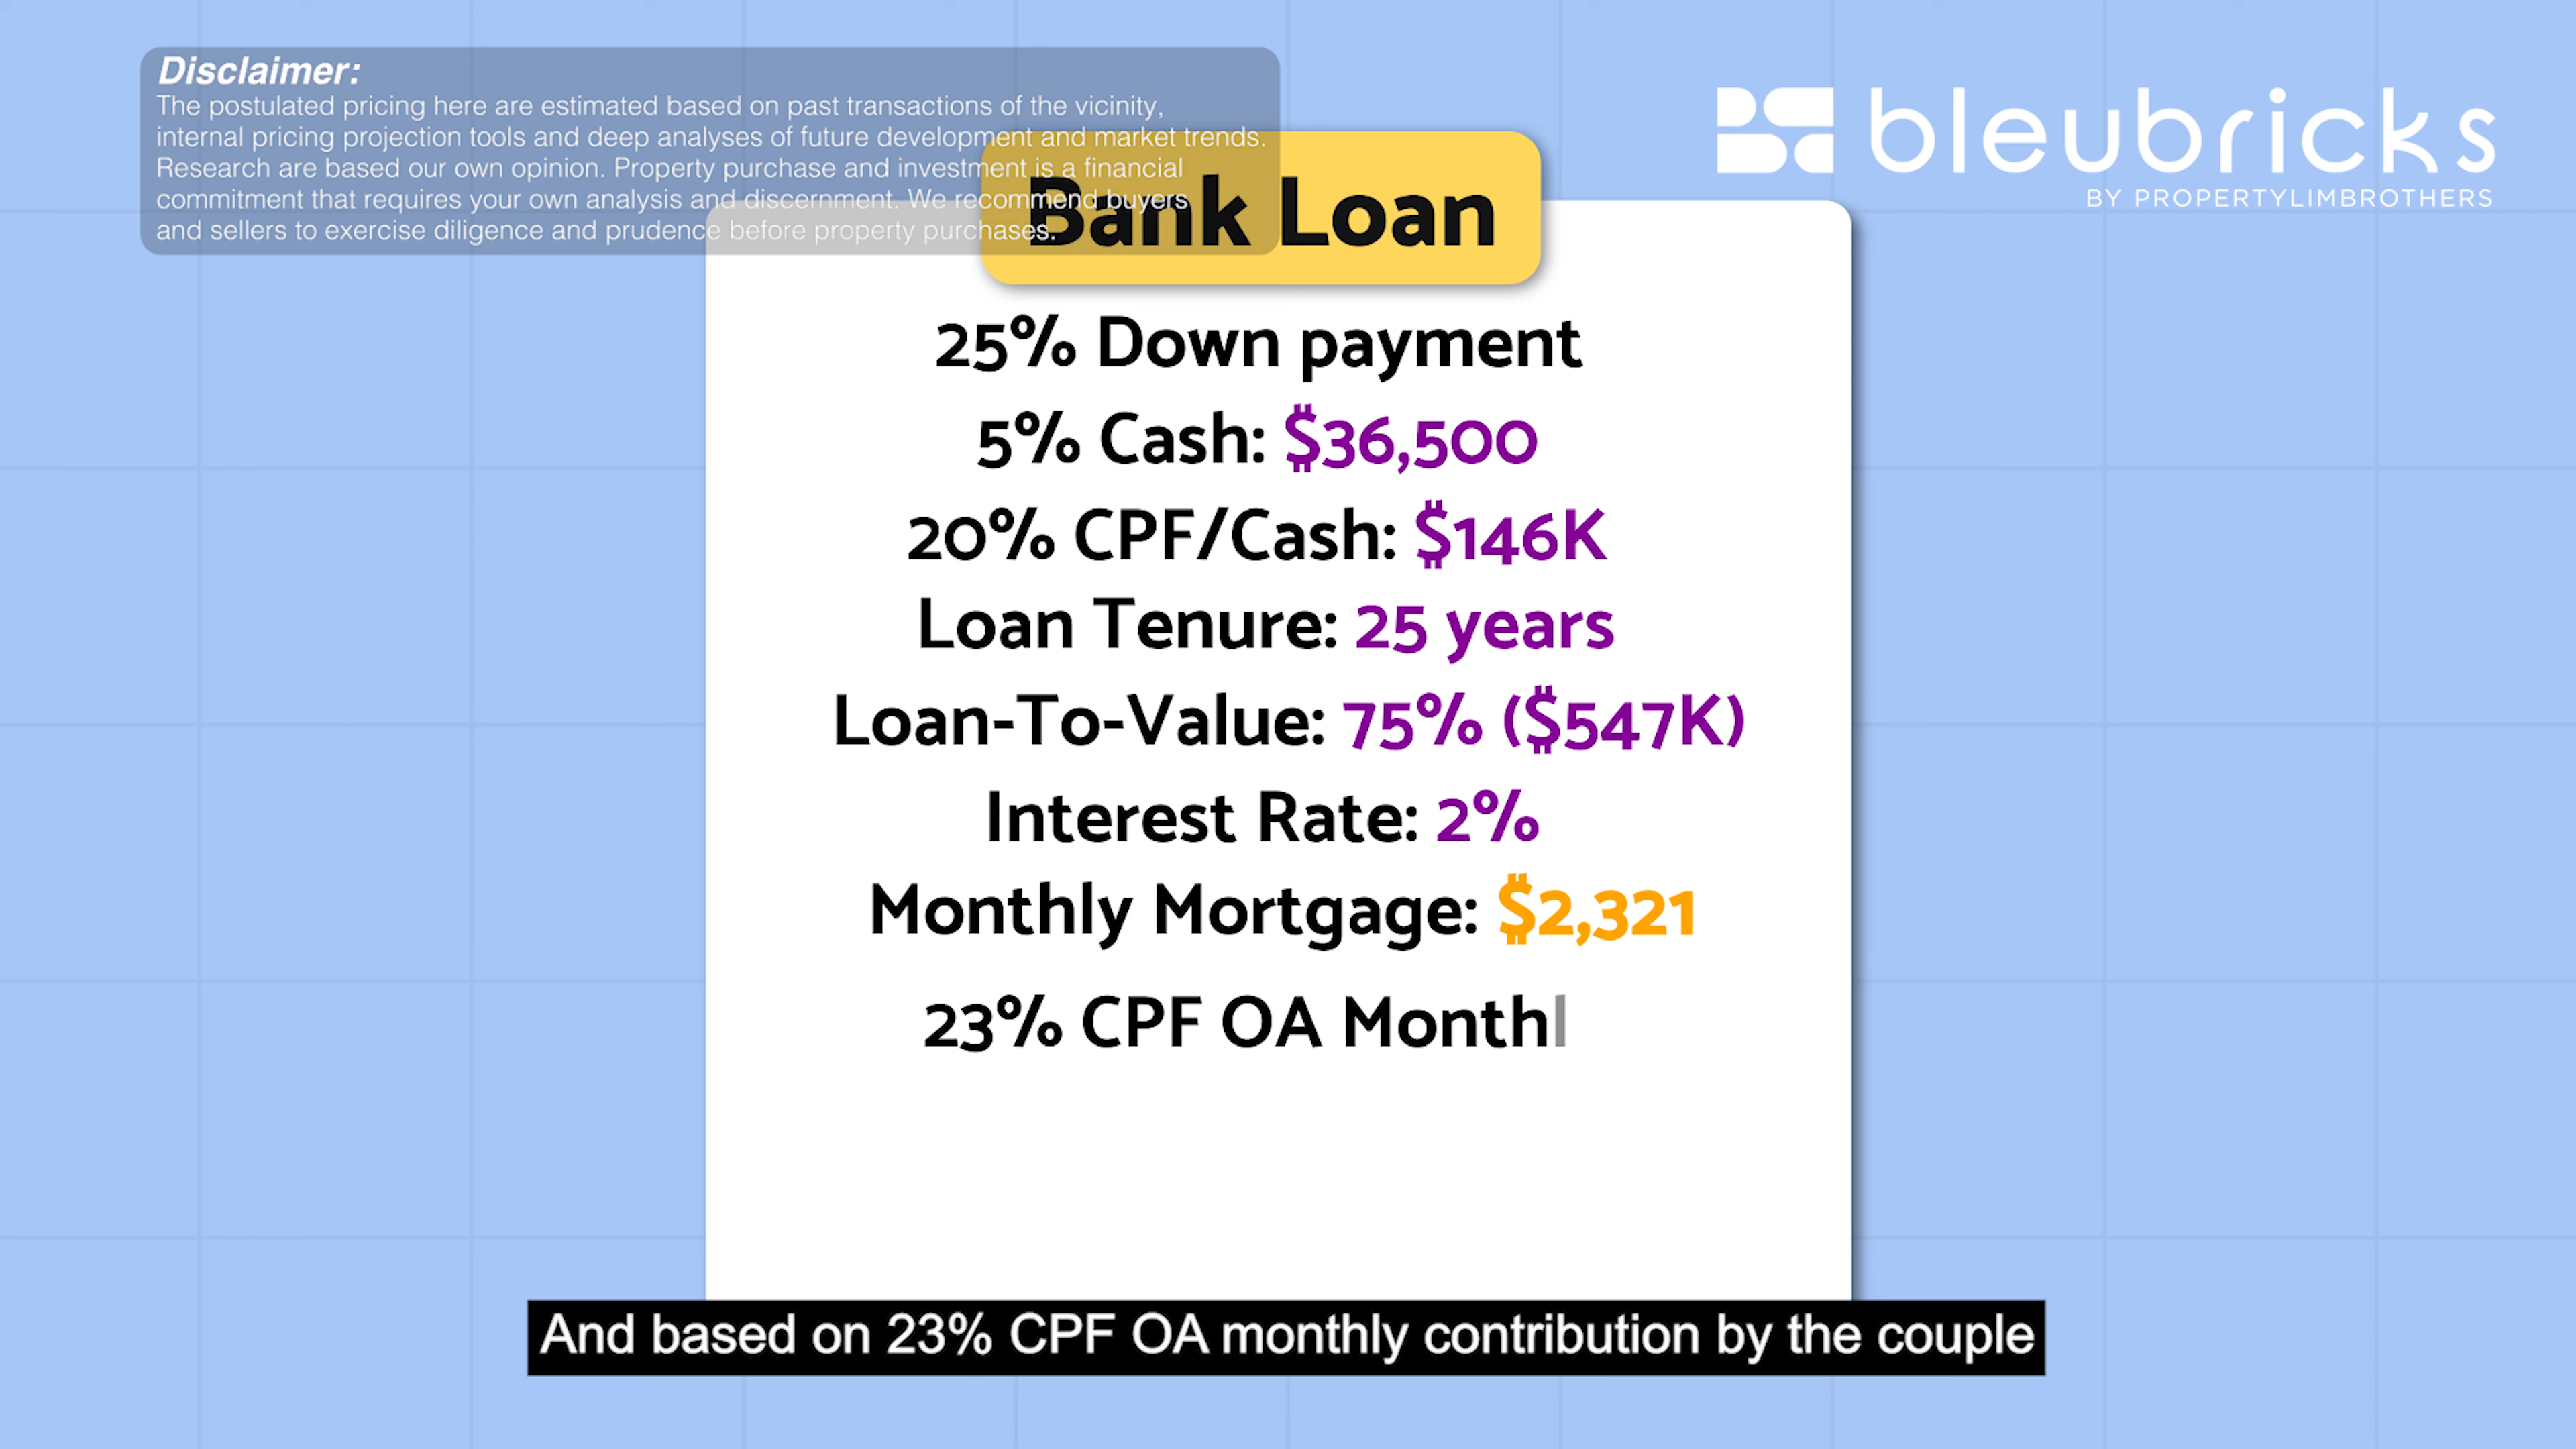 Disclaimer:
The postulated pricing here are estimated based on past transactions of the vicinity,
internal pricing projection tools and deep analyses of future development and market trends.
Research are based our own opinion. Property purchase and investment is a financial
commitment that requires your own analysis and discernment. We recommend buyers
and sellers to exercise diligence and prudence before property purchases.
bleubricks
BY PROPERTYLIMBROTHERS
Bank Loan
25% Down payment
5% Cash: $36,500
20% CPF/Cash: $146K
Loan Tenure: 25 years
Loan-To-Value: 75% ($547K)
Interest Rate: 2%
Monthly Mortgage: $2,321
23% CPF OA Monthl
And based on 23% CPF OA monthly contribution by the couple